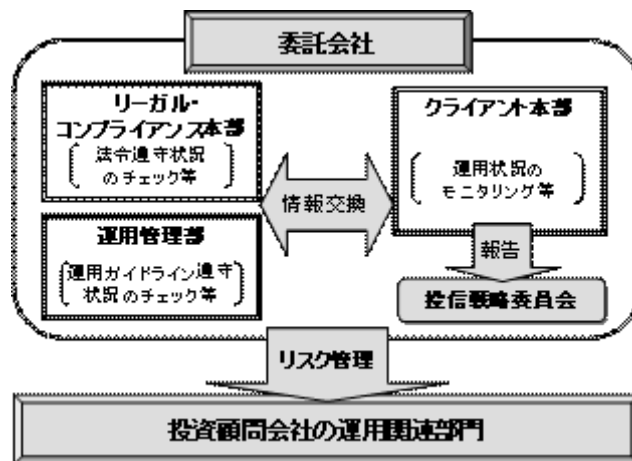 委託会社
リーガル・
コンプライアンス本部
法令遵守状況
のチェック等
運用管理部
運用ガイドライン遵守
状況のチェック等
情報交換
クライアント本部
運用状況の
モニタリング等
報告
投信戦略委員会
リスク管理
投資顧問会社の運用関連部門